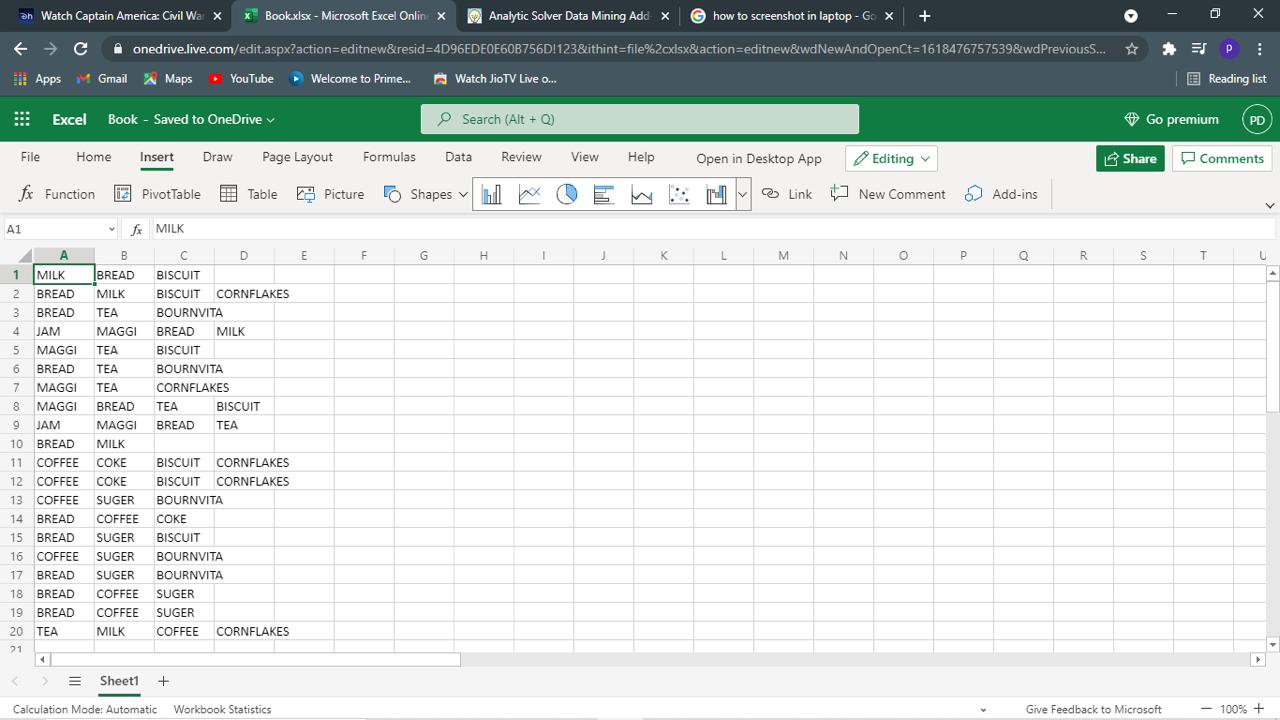 Watch Captain America: Civil War
Book.xlsx - Microsoft Excel Online
Analytic Solver Data Mining Add-
how to screenshot in laptop - Go
onedrive.live.com/edit.aspx?action=editnew&resid=4D96EDE0E60B756D!123&ithint=file%2cxlsx&action=editnew&wdNewAndOpenCt=1618476757539&wdPreviousS...
P
Apps Gmail Maps YouTube Welcome to Prime... Watch JioTV Live o... Reading list
Excel Book - Saved to OneDrive Search (Alt + Q) Go premium PD
File Home Insert Draw Page Layout Formulas Data Review View Help Open in Desktop App Editing Share Comments
fx Function PivotTable Table Picture Shapes Link New Comment Add-ins
A1 fx MILK
A B C D E F G H I J K L M N O P Q R S T U
1 MILK BREAD BISCUIT
2 BREAD MILK BISCUIT CORNFLAKES
3 BREAD TEA BOURNVITA
4 JAM MAGGI BREAD MILK
5 MAGGI TEA BISCUIT
6 BREAD TEA BOURNVITA
7 MAGGI TEA CORNFLAKES
8 MAGGI BREAD TEA BISCUIT
9 JAM MAGGI BREAD TEA
10 BREAD MILK
11 COFFEE COKE BISCUIT CORNFLAKES
12 COFFEE COKE BISCUIT CORNFLAKES
13 COFFEE SUGER BOURNVITA
14 BREAD COFFEE COKE
15 BREAD SUGER BISCUIT
16 COFFEE SUGER BOURNVITA
17 BREAD SUGER BOURNVITA
18 BREAD COFFEE SUGER
19 BREAD COFFEE SUGER
20 TEA MILK COFFEE CORNFLAKES
21
Sheet1
Calculation Mode: Automatic Workbook Statistics Give Feedback to Microsoft 100%